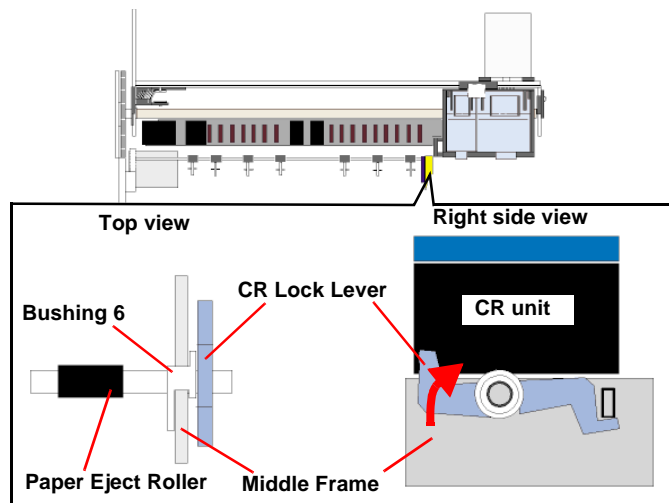 Top view
Right side view
CR Lock Lever
Bushing 6
CR unit
Paper Eject Roller
Middle Frame